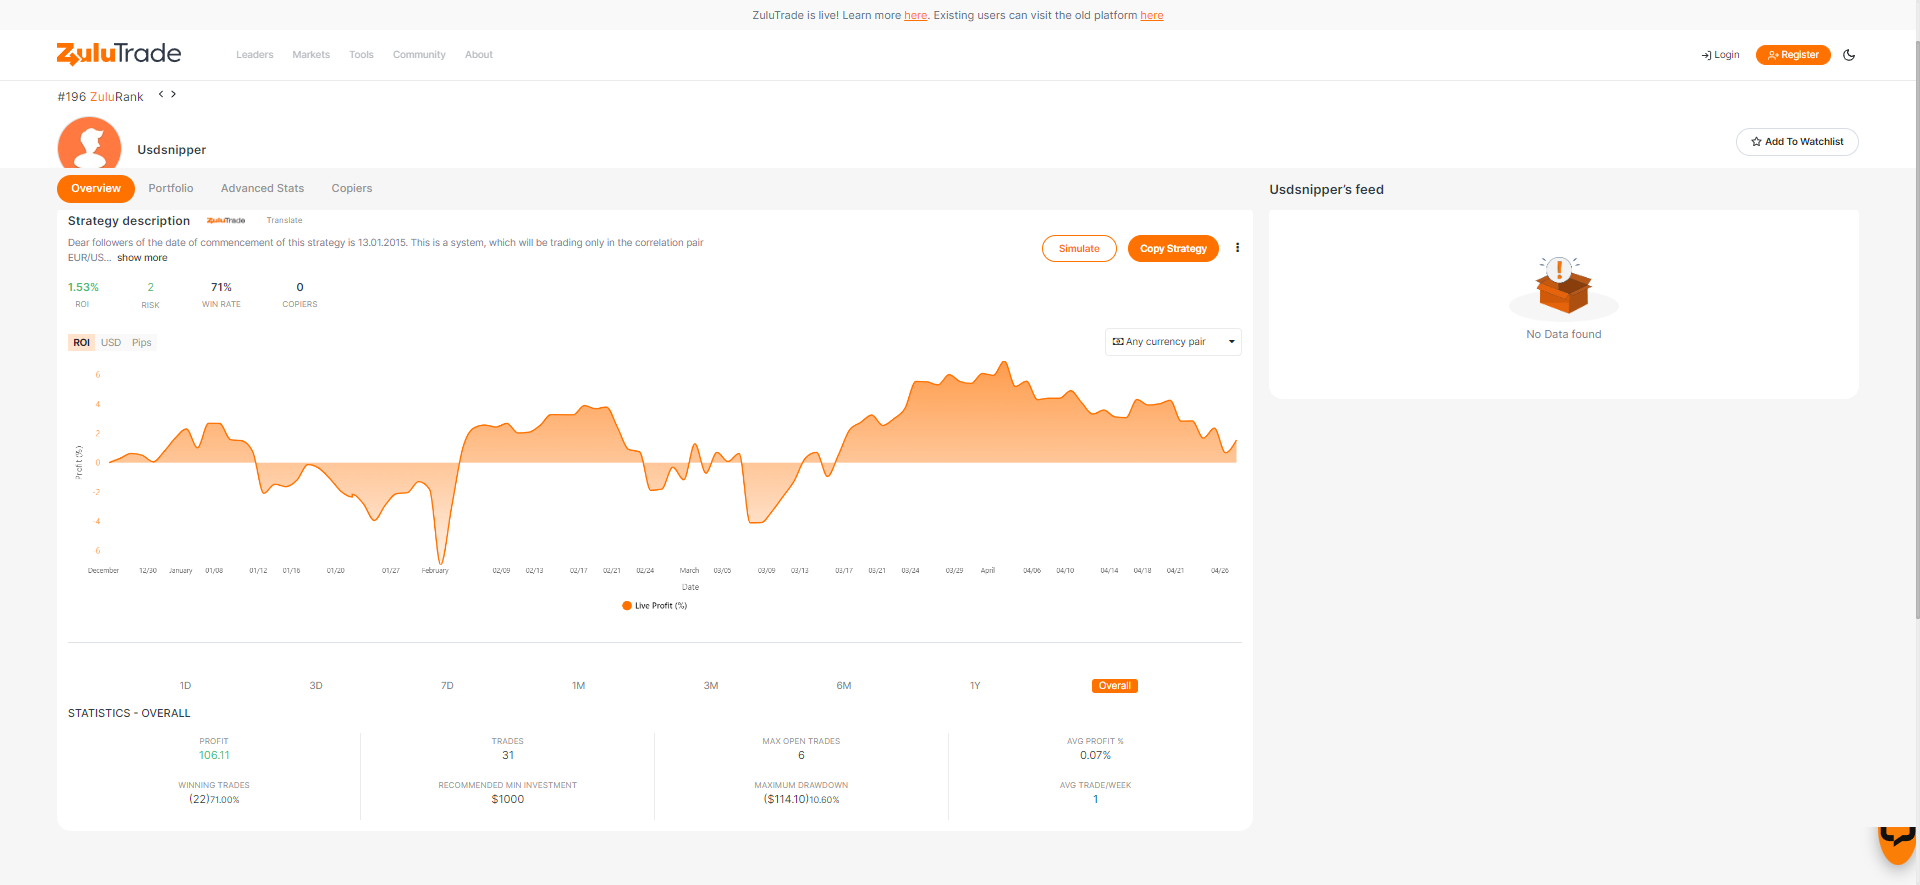 ZuluTrade is live! Learn more here. Existing users can visit the old platform here
ZuluTrade
Leaders
Markets
Tools
Community
About
Login
Register
#196 ZuluRank
Usdsnipper
Add To Watchlist
Overview
Portfolio
Advanced Stats
Copiers
Usdsnipper's feed
Strategy description
ZuluTrade
Translate
Dear followers of the date of commencement of this strategy is 13.01.2015. This is a system, which will be trading only in the correlation pair
EUR/US... show more
Simulate
Copy Strategy
1.53%
ROI
2
RISK
71%
WIN RATE
0
COPIERS
No Data found
ROI
USD
Pips
Any currency pair
6
4
2
0
-2
-4
6
Profit (%)
December 12/30 January 01/08 01/12 01/16 01/20 01/27 February 02/09 02/13 02/17 02/21 02/24 March 03/05 03/09 03/13 03/17 03/21 03/24 03/29 April 04/06 04/10 04/14 04/18 04/21 04/26
Date
Live Profit (%)
1D
3D
7D
1M
3M
6M
1Y
Overall
STATISTICS - OVERALL
PROFIT
106.11
TRADES
31
MAX OPEN TRADES
6
AVG PROFIT %
0.07%
WINNING TRADES
(22)71.00%
RECOMMENDED MIN INVESTMENT
$1000
MAXIMUM DRAWDOWN
($114.10)10.60%
AVG TRADE/WEEK
1